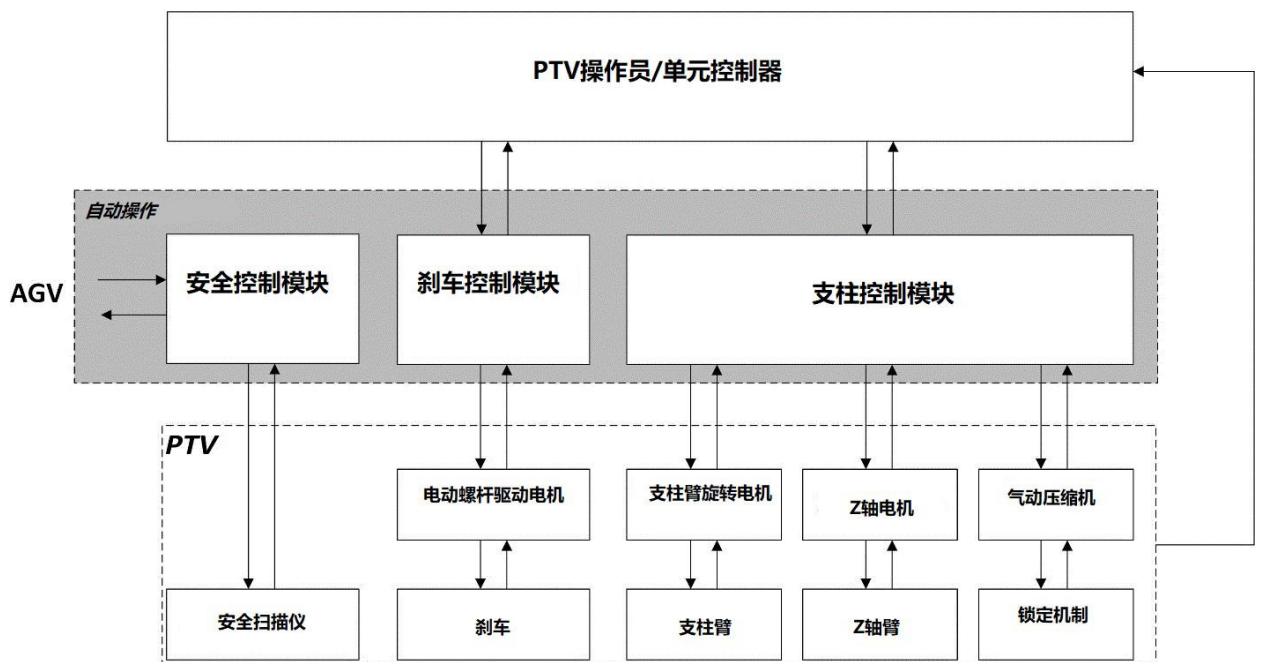 PTV操作员/单元控制器
自动操作
AGV
安全控制模块
刹车控制模块
支柱控制模块
PTV
电动螺杆驱动电机
支柱臂旋转电机
Z轴电机
气动压缩机
安全扫描仪
刹车
支柱臂
Z轴臂
锁定机制